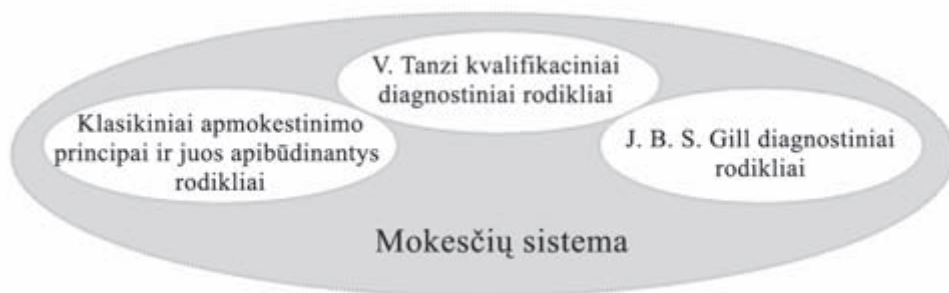 V. Tanzi kvalifikaciniai
diagnostiniai rodikliai
Klasikiniai apmokestinimo
principai ir juos apibūdinantys
rodikliai
J. B. S. Gill diagnostiniai
rodikliai
Mokesčių sistema